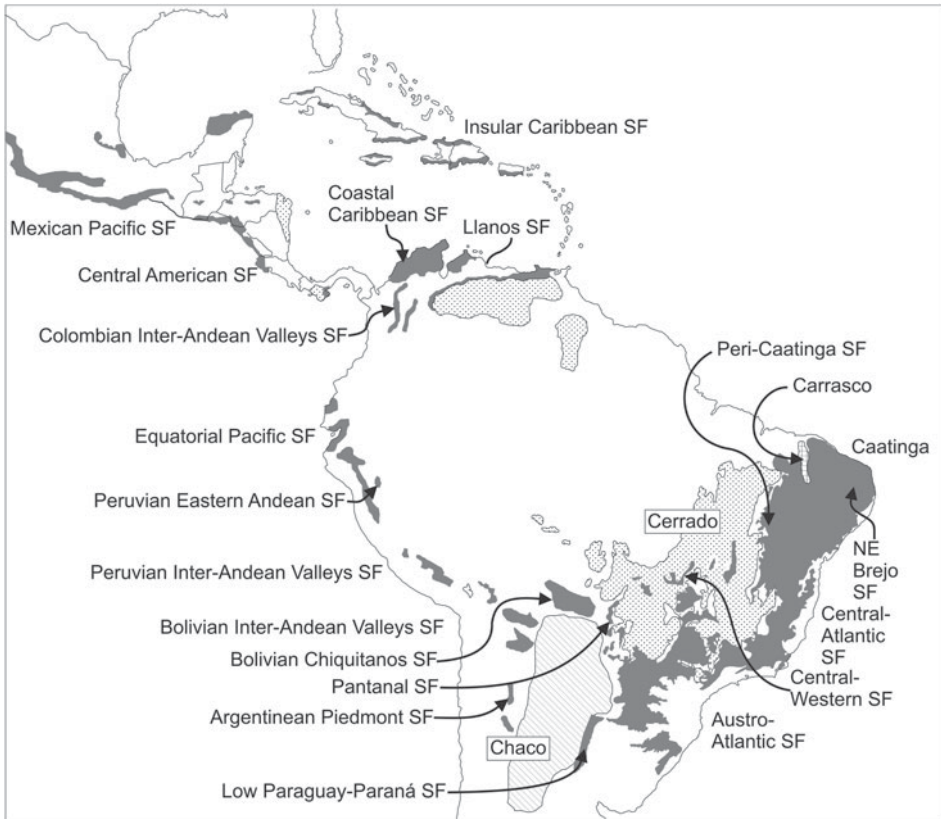 Insular Caribbean SF
Coastal
Caribbean SF
Llanos SF
Mexican Pacific SF
Central American SF
Colombian Inter-Andean Valleys SF
Peri-Caatinga SF
Carrasco
Equatorial Pacific SF
Caatinga
Peruvian Eastern Andean SF
Cerrado
NE
Brejo
SF
Peruvian Inter-Andean Valleys SF
Central-
Atlantic
SF
Bolivian Inter-Andean Valleys SF
Bolivian Chiquitanos SF
Central-
Western SF
Pantanal SF
Argentinean Piedmont SF
Austro-
Atlantic SF
Chaco
Low Paraguay-Paraná SF